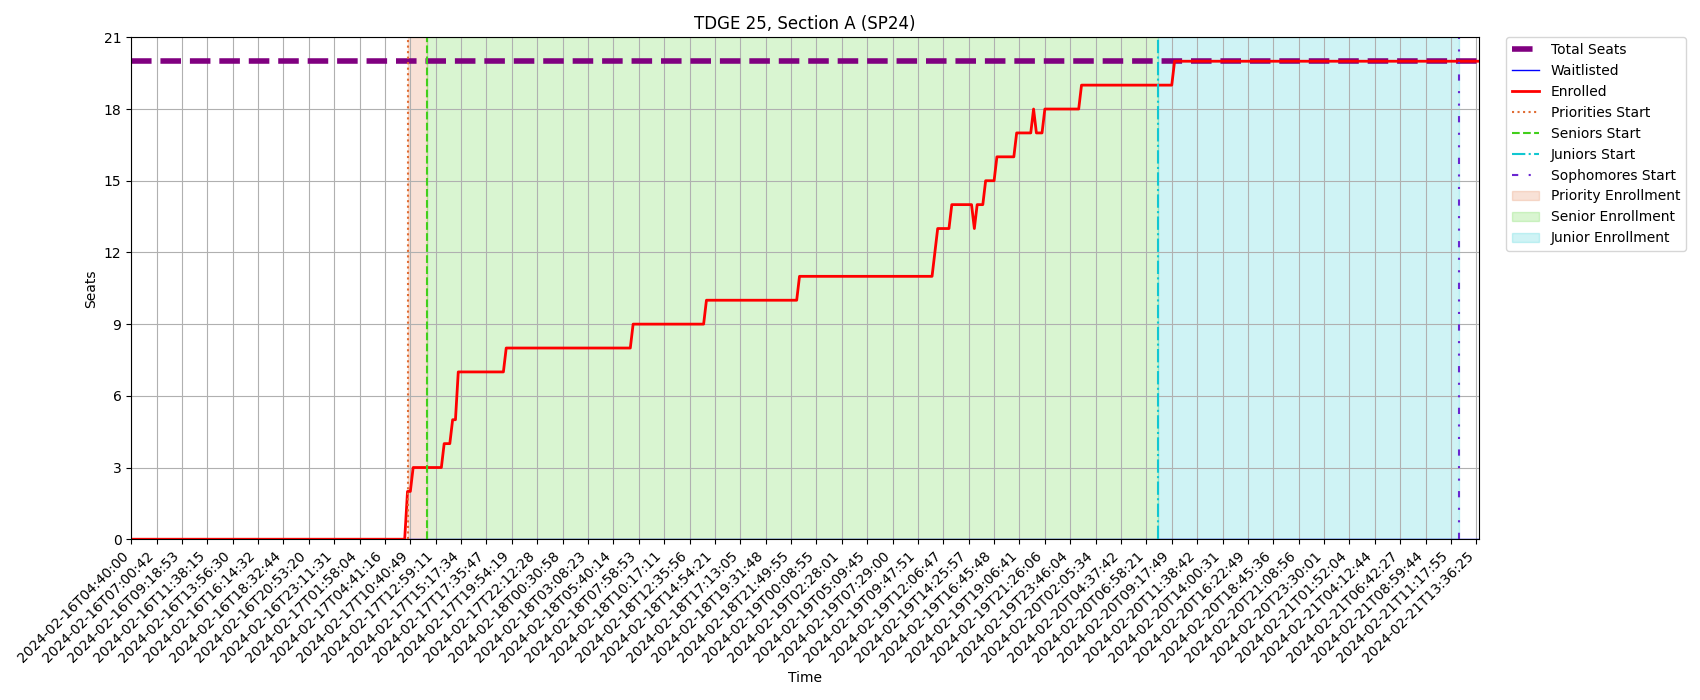 TDGE 25, Section A (SP24)
21
18
15
12
9
6
3
0
Seats
2024-02-16T04:40:00
2024-02-16T07:00:42
2024-02-16T09:18:53
2024-02-16T11:38:15
2024-02-16T13:56:30
2024-02-16T16:14:32
2024-02-16T18:32:44
2024-02-16T20:53:20
2024-02-16T23:11:31
2024-02-17T01:58:04
2024-02-17T04:41:16
2024-02-17T10:40:49
2024-02-17T12:59:11
2024-02-17T15:17:34
2024-02-17T17:35:47
2024-02-17T19:54:19
2024-02-17T22:12:28
2024-02-18T00:30:58
2024-02-18T03:08:23
2024-02-18T05:40:14
2024-02-18T07:58:53
2024-02-18T10:17:11
2024-02-18T12:35:56
2024-02-18T14:54:21
2024-02-18T17:13:05
2024-02-18T19:31:48
2024-02-18T21:49:55
2024-02-19T00:08:55
2024-02-19T02:28:01
2024-02-19T05:09:45
2024-02-19T07:29:00
2024-02-19T09:47:51
2024-02-19T12:06:47
2024-02-19T14:25:57
2024-02-19T16:45:48
2024-02-19T19:06:41
2024-02-19T21:26:06
2024-02-19T23:46:04
2024-02-20T02:05:34
2024-02-20T04:37:42
2024-02-20T06:58:21
2024-02-20T09:17:49
2024-02-20T11:38:42
2024-02-20T14:00:31
2024-02-20T16:22:49
2024-02-20T18:45:36
2024-02-20T21:08:56
2024-02-20T23:30:01
2024-02-21T01:52:04
2024-02-21T04:12:44
2024-02-21T06:42:27
2024-02-21T08:59:44
2024-02-21T11:17:55
2024-02-21T13:36:25
Time
Total Seats
Waitlisted
Enrolled
Priorities Start
Seniors Start
Juniors Start
Sophomores Start
Priority Enrollment
Senior Enrollment
Junior Enrollment